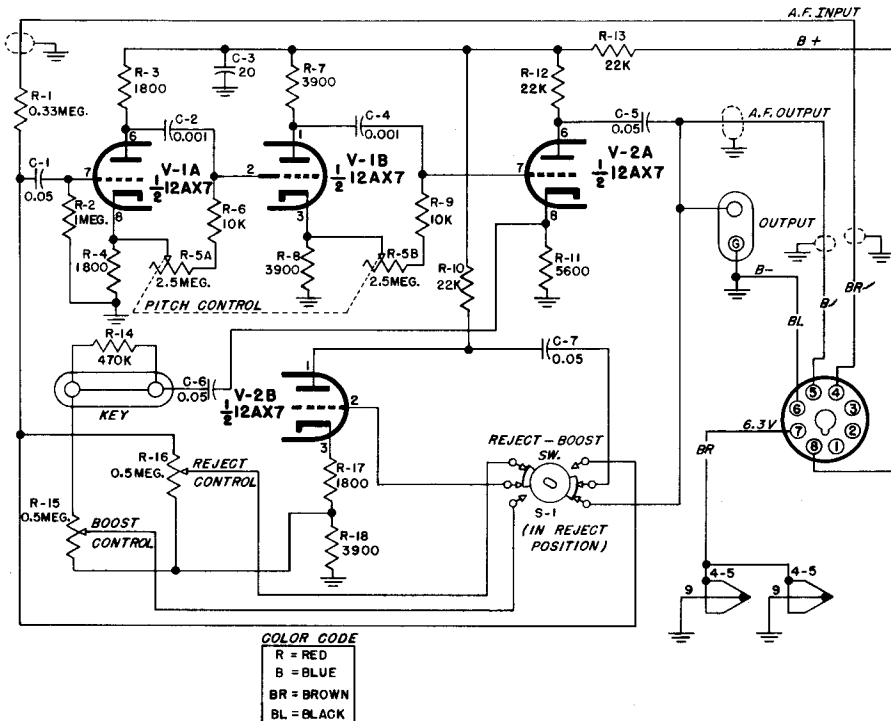 A.F. INPUT
R-13
22K
B+
R-3
1800
C-3
20
R-7
3900
R-12
22K
R-1
0.33MEG.
C-2
0.001
C-4
0.001
C-5
0.05
A.F. OUTPUT
6
1
6
C-1
0.05
7
V-1A
1/2 12AX7
2
V-1B
1/2 12AX7
7
V-2A
1/2 12AX7
R-2
1MEG.
8
R-6
10K
3
R-9
10K
8
OUTPUT
G
R-4
1800
R-5A
2.5MEG.
R-8
3900
R-5B
2.5MEG.
R-10
22K
R-11
5600
B-
PITCH CONTROL
BL
B
BR
R-14
470K
C-7
0.05
KEY
C-6
0.05
1
V-2B
1/2 12AX7
2
3
5
4
6
3
7
2
8
1
6.3V
BR
R-16
0.5MEG.
REJECT
CONTROL
R-17
1800
REJECT-BOOST
SW.
S-1
(IN REJECT
POSITION)
R-15
0.5MEG.
BOOST
CONTROL
R-18
3900
4-5
4-5
9
9
COLOR CODE
R = RED
B = BLUE
BR = BROWN
BL = BLACK